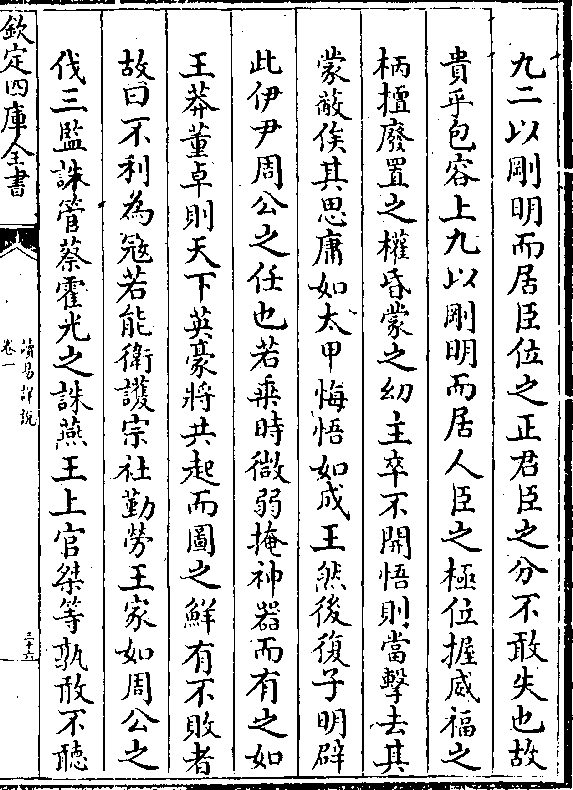 九二以剛明而居臣位之正君臣之分不敢失也故
貴乎包容上九以剛明而居人臣之極位握威福之
柄擅廢置之權昏蒙之幼主卒不開悟則當擊去其
蒙蔽俟其思庸如太甲悔悟如成王然後復子明辟
此伊尹周公之任也若乘時微弱掩神器而有之如
王莽董卓則天下英豪將共起而圖之鮮有不敗者
故曰不利為冦若能衛護宗社勤勞王家如周公之
伐三監誅管蔡霍光之誅燕王上官桀等孰敢不聽
欽定四庫全書
讀易詳說
卷一
三十五